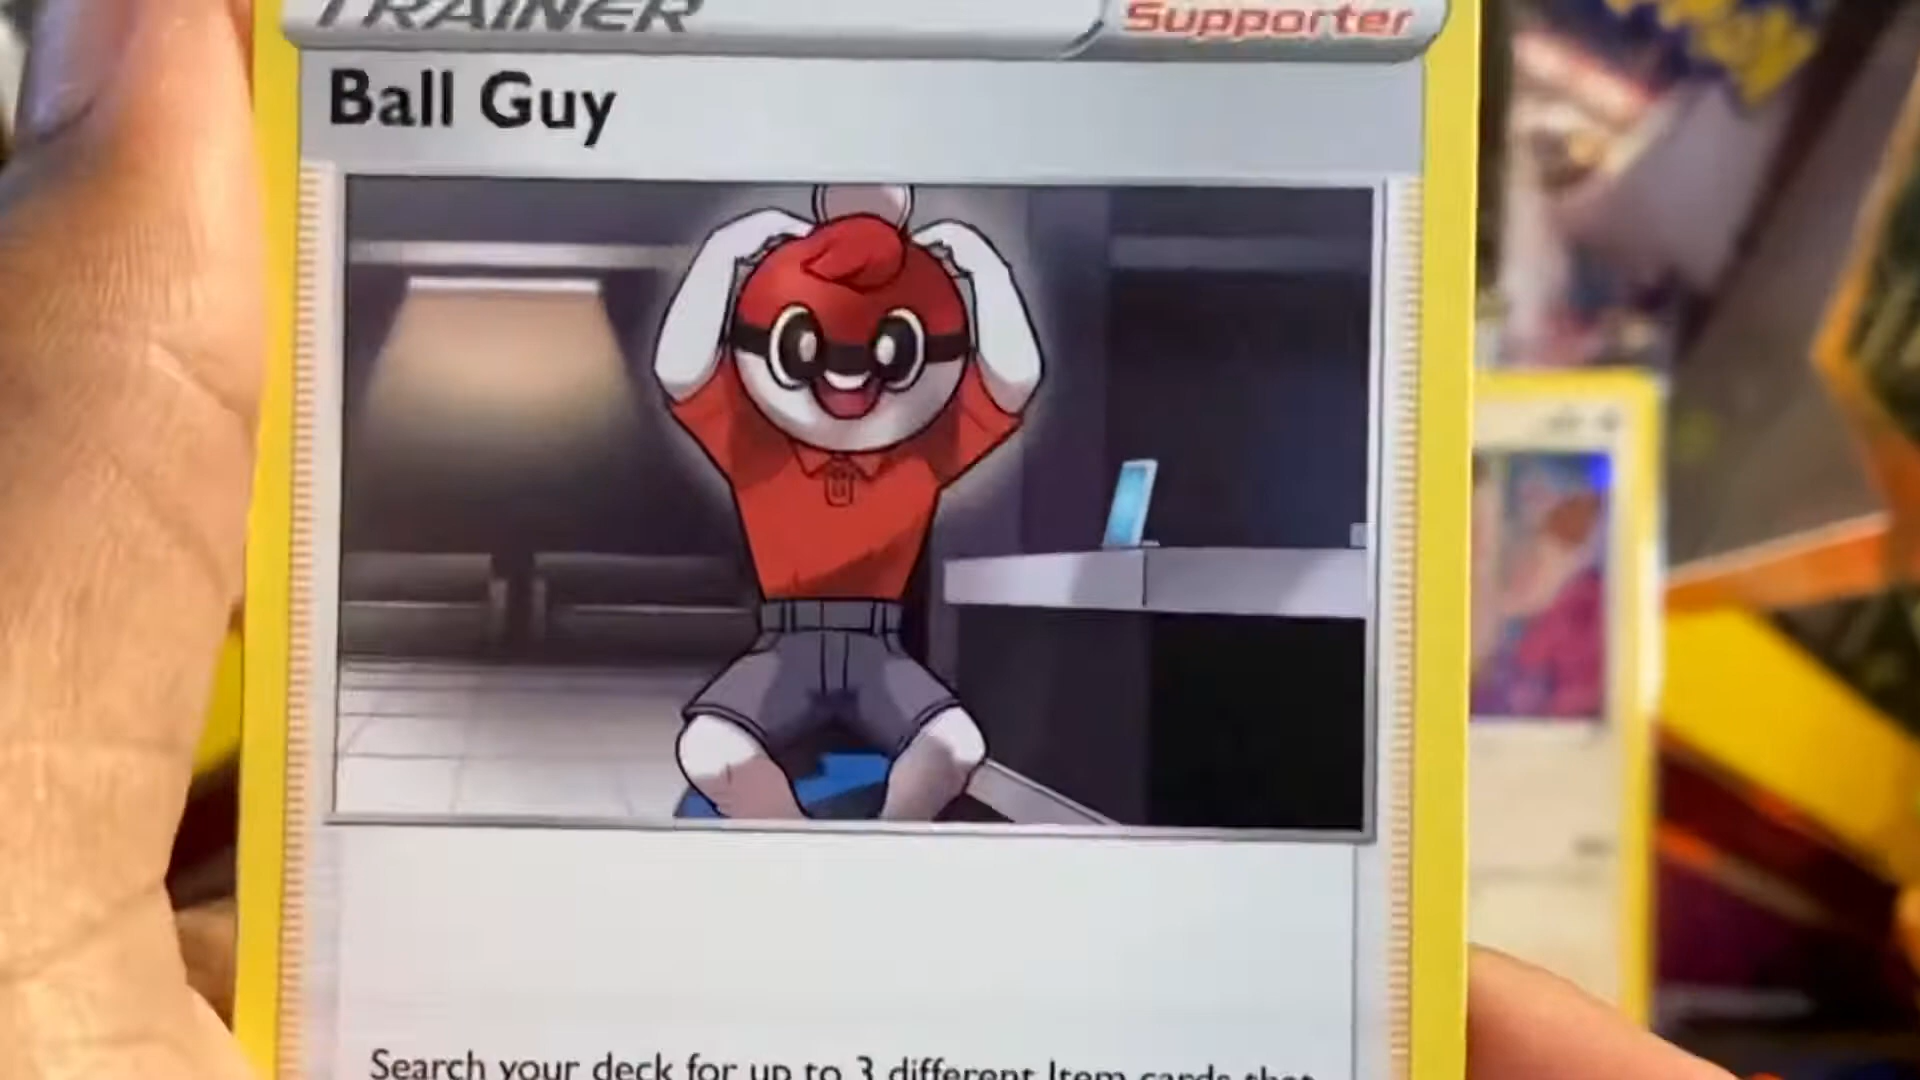 TRAINER
Supporter
Ball Guy
Search your deck for up to 3 different Item cards that